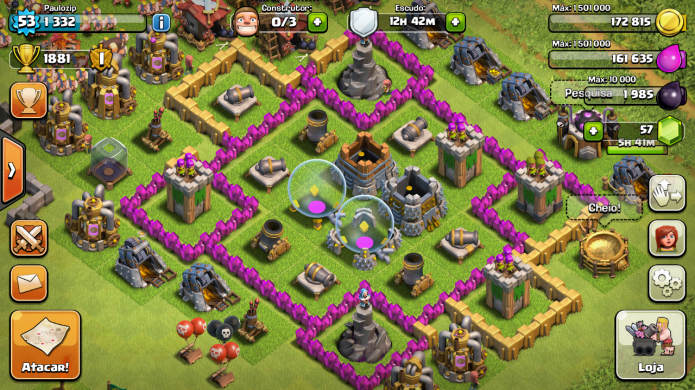 Paulozip
53
1 332
1881
I
Construtor:
0/3
Escudo:
12h 42m
Máx: 1 501 000
172 815
Máx: 1 501 000
161 635
Máx: 10 000
1 985
Pesquisa
57
5h 41m
Cheio!
Atacar!
Loja